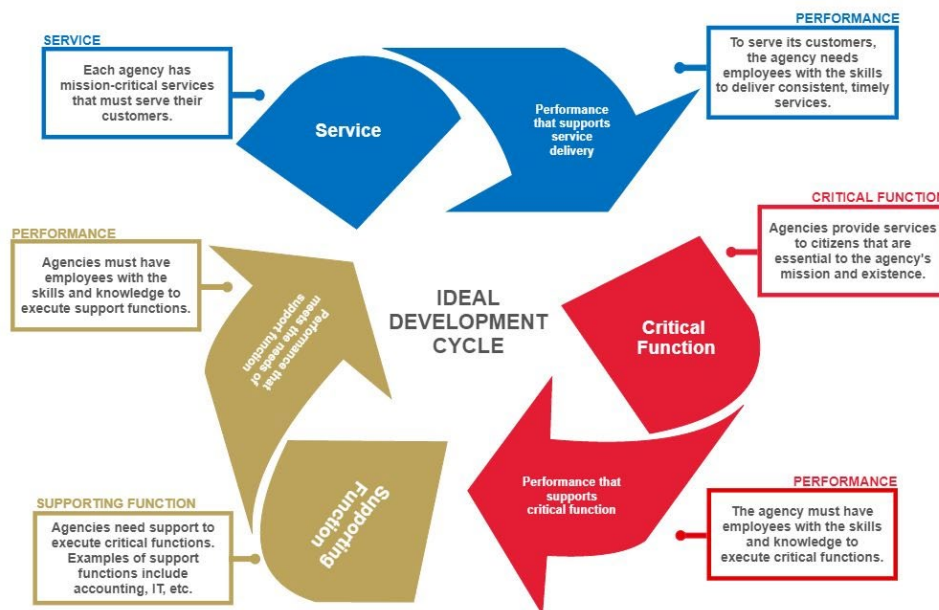 PERFORMANCE
To serve its customers,
the agency needs
employees with the skills
to deliver consistent, timely
services.
SERVICE
Each agency has
mission-critical services
that must serve their
customers.
Service
Performance
that supports
service
delivery
CRITICAL FUNCTION
Agencies provide services
to citizens that are
essential to the agency's
mission and existence.
PERFORMANCE
Agencies must have
employees with the
skills and knowledge to
execute support functions.
Performance that
meets the needs of
support function
IDEAL
DEVELOPMENT
CYCLE
Critical
Function
Supporting
Function
Performance that
supports
critical function
PERFORMANCE
The agency must have
employees with the skills
and knowledge to
execute critical functions.
SUPPORTING FUNCTION
Agencies need support to
execute critical functions.
Examples of support
functions include
accounting, IT, etc.